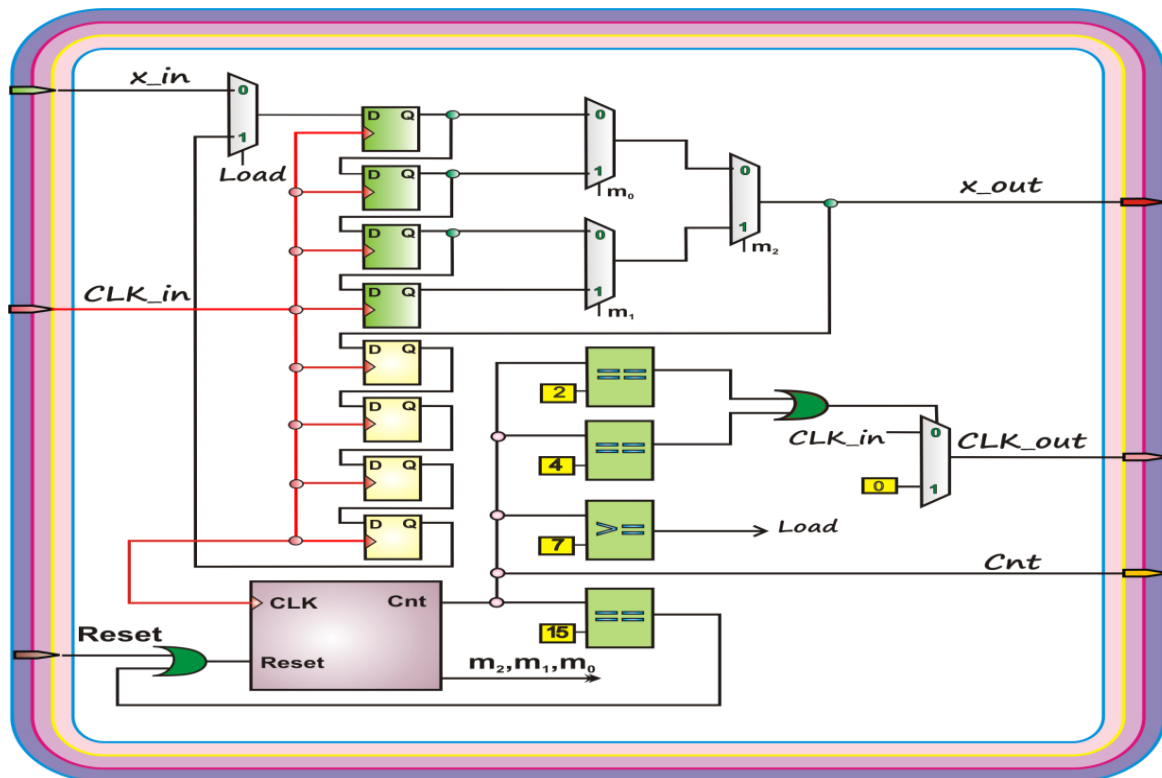 x_in
0
1
Load
D Q
D Q
D Q
D Q
D Q
D Q
D Q
D Q
0
1
m₀
0
1
m₁
0
1
m₂
x_out
CLK_in
==
2
==
4
>=
7
Load
==
15
CLK_in
0
0
1
CLK_out
Cnt
CLK
Cnt
Reset
Reset
m₂,m₁,m₀